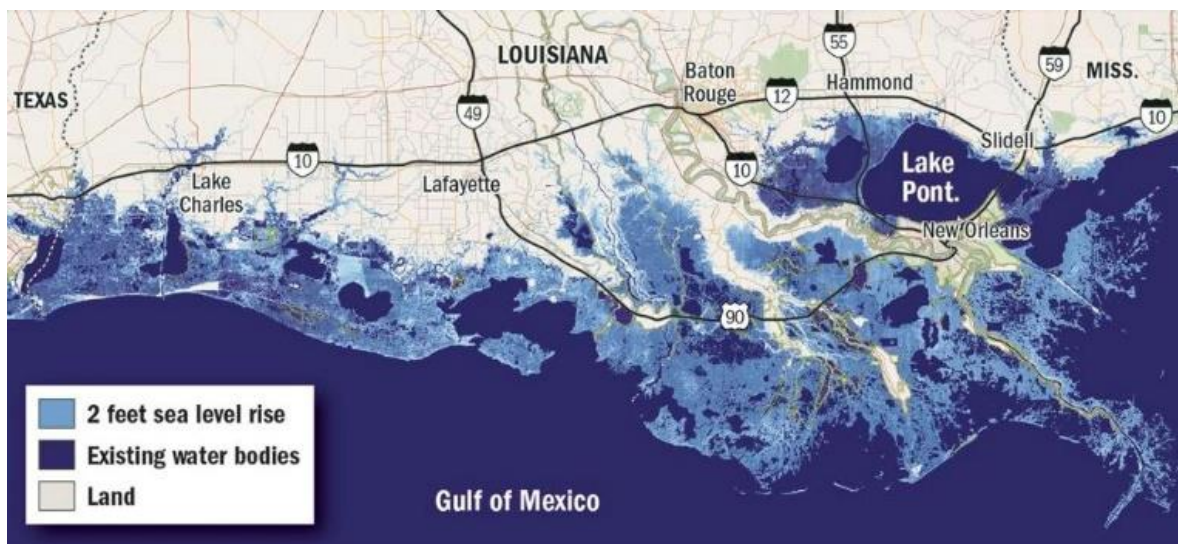 LOUISIANA
TEXAS
MISS.
55
59
49
12
10
10
10
90
Baton
Rouge
Hammond
Slidell
Lake
Charles
Lafayette
Lake
Pont.
New Orleans
2 feet sea level rise
Existing water bodies
Land
Gulf of Mexico